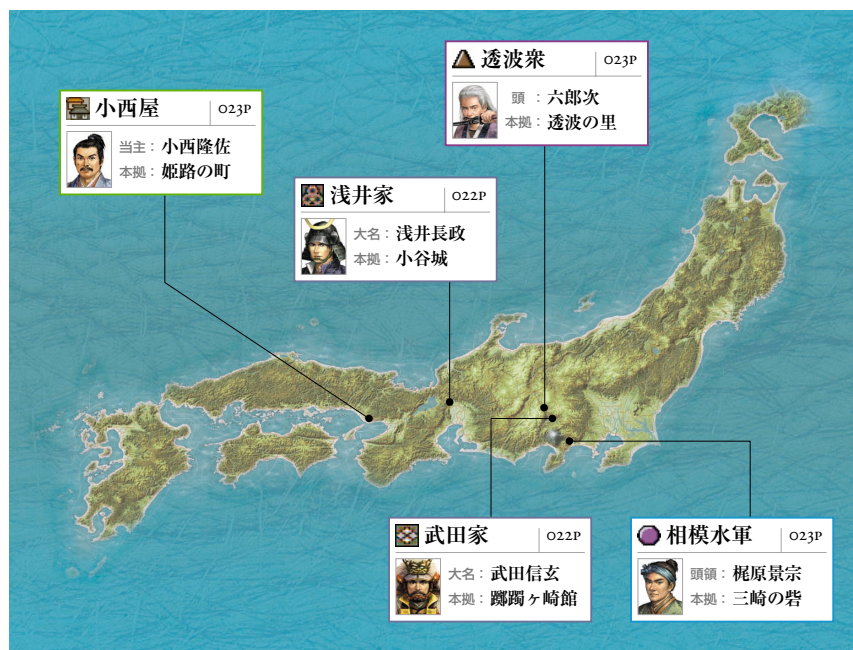 透波衆 023P
頭 : 六郎次
本拠: 透波の里
小西屋 023P
当主: 小西隆佐
本拠: 姫路の町
浅井家 022P
大名: 浅井長政
本拠: 小谷城
武田家 022P
大名: 武田信玄
本拠: 躑躅ヶ崎館
相模水軍 023P
頭領: 梶原景宗
本拠: 三崎の砦